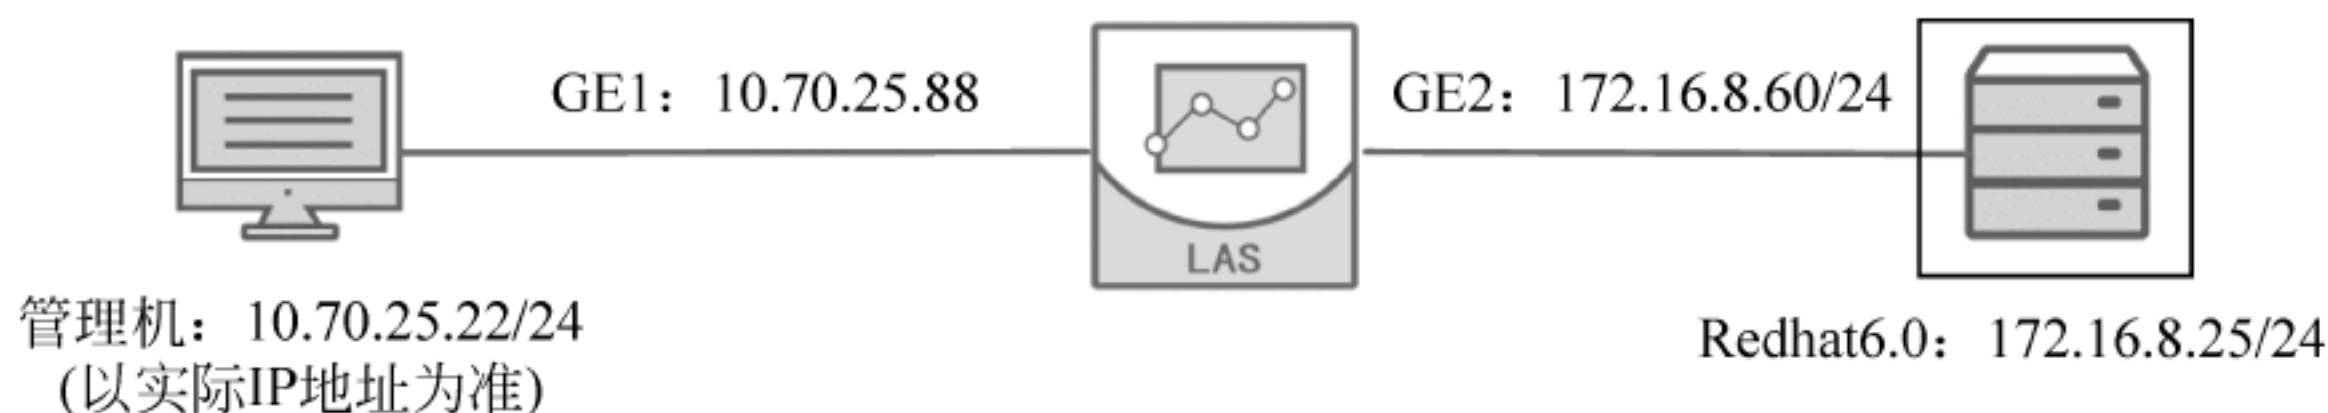 GE1：10.70.25.88
GE2：172.16.8.60/24
LAS
管理机：10.70.25.22/24
(以实际IP地址为准)
Redhat6.0：172.16.8.25/24